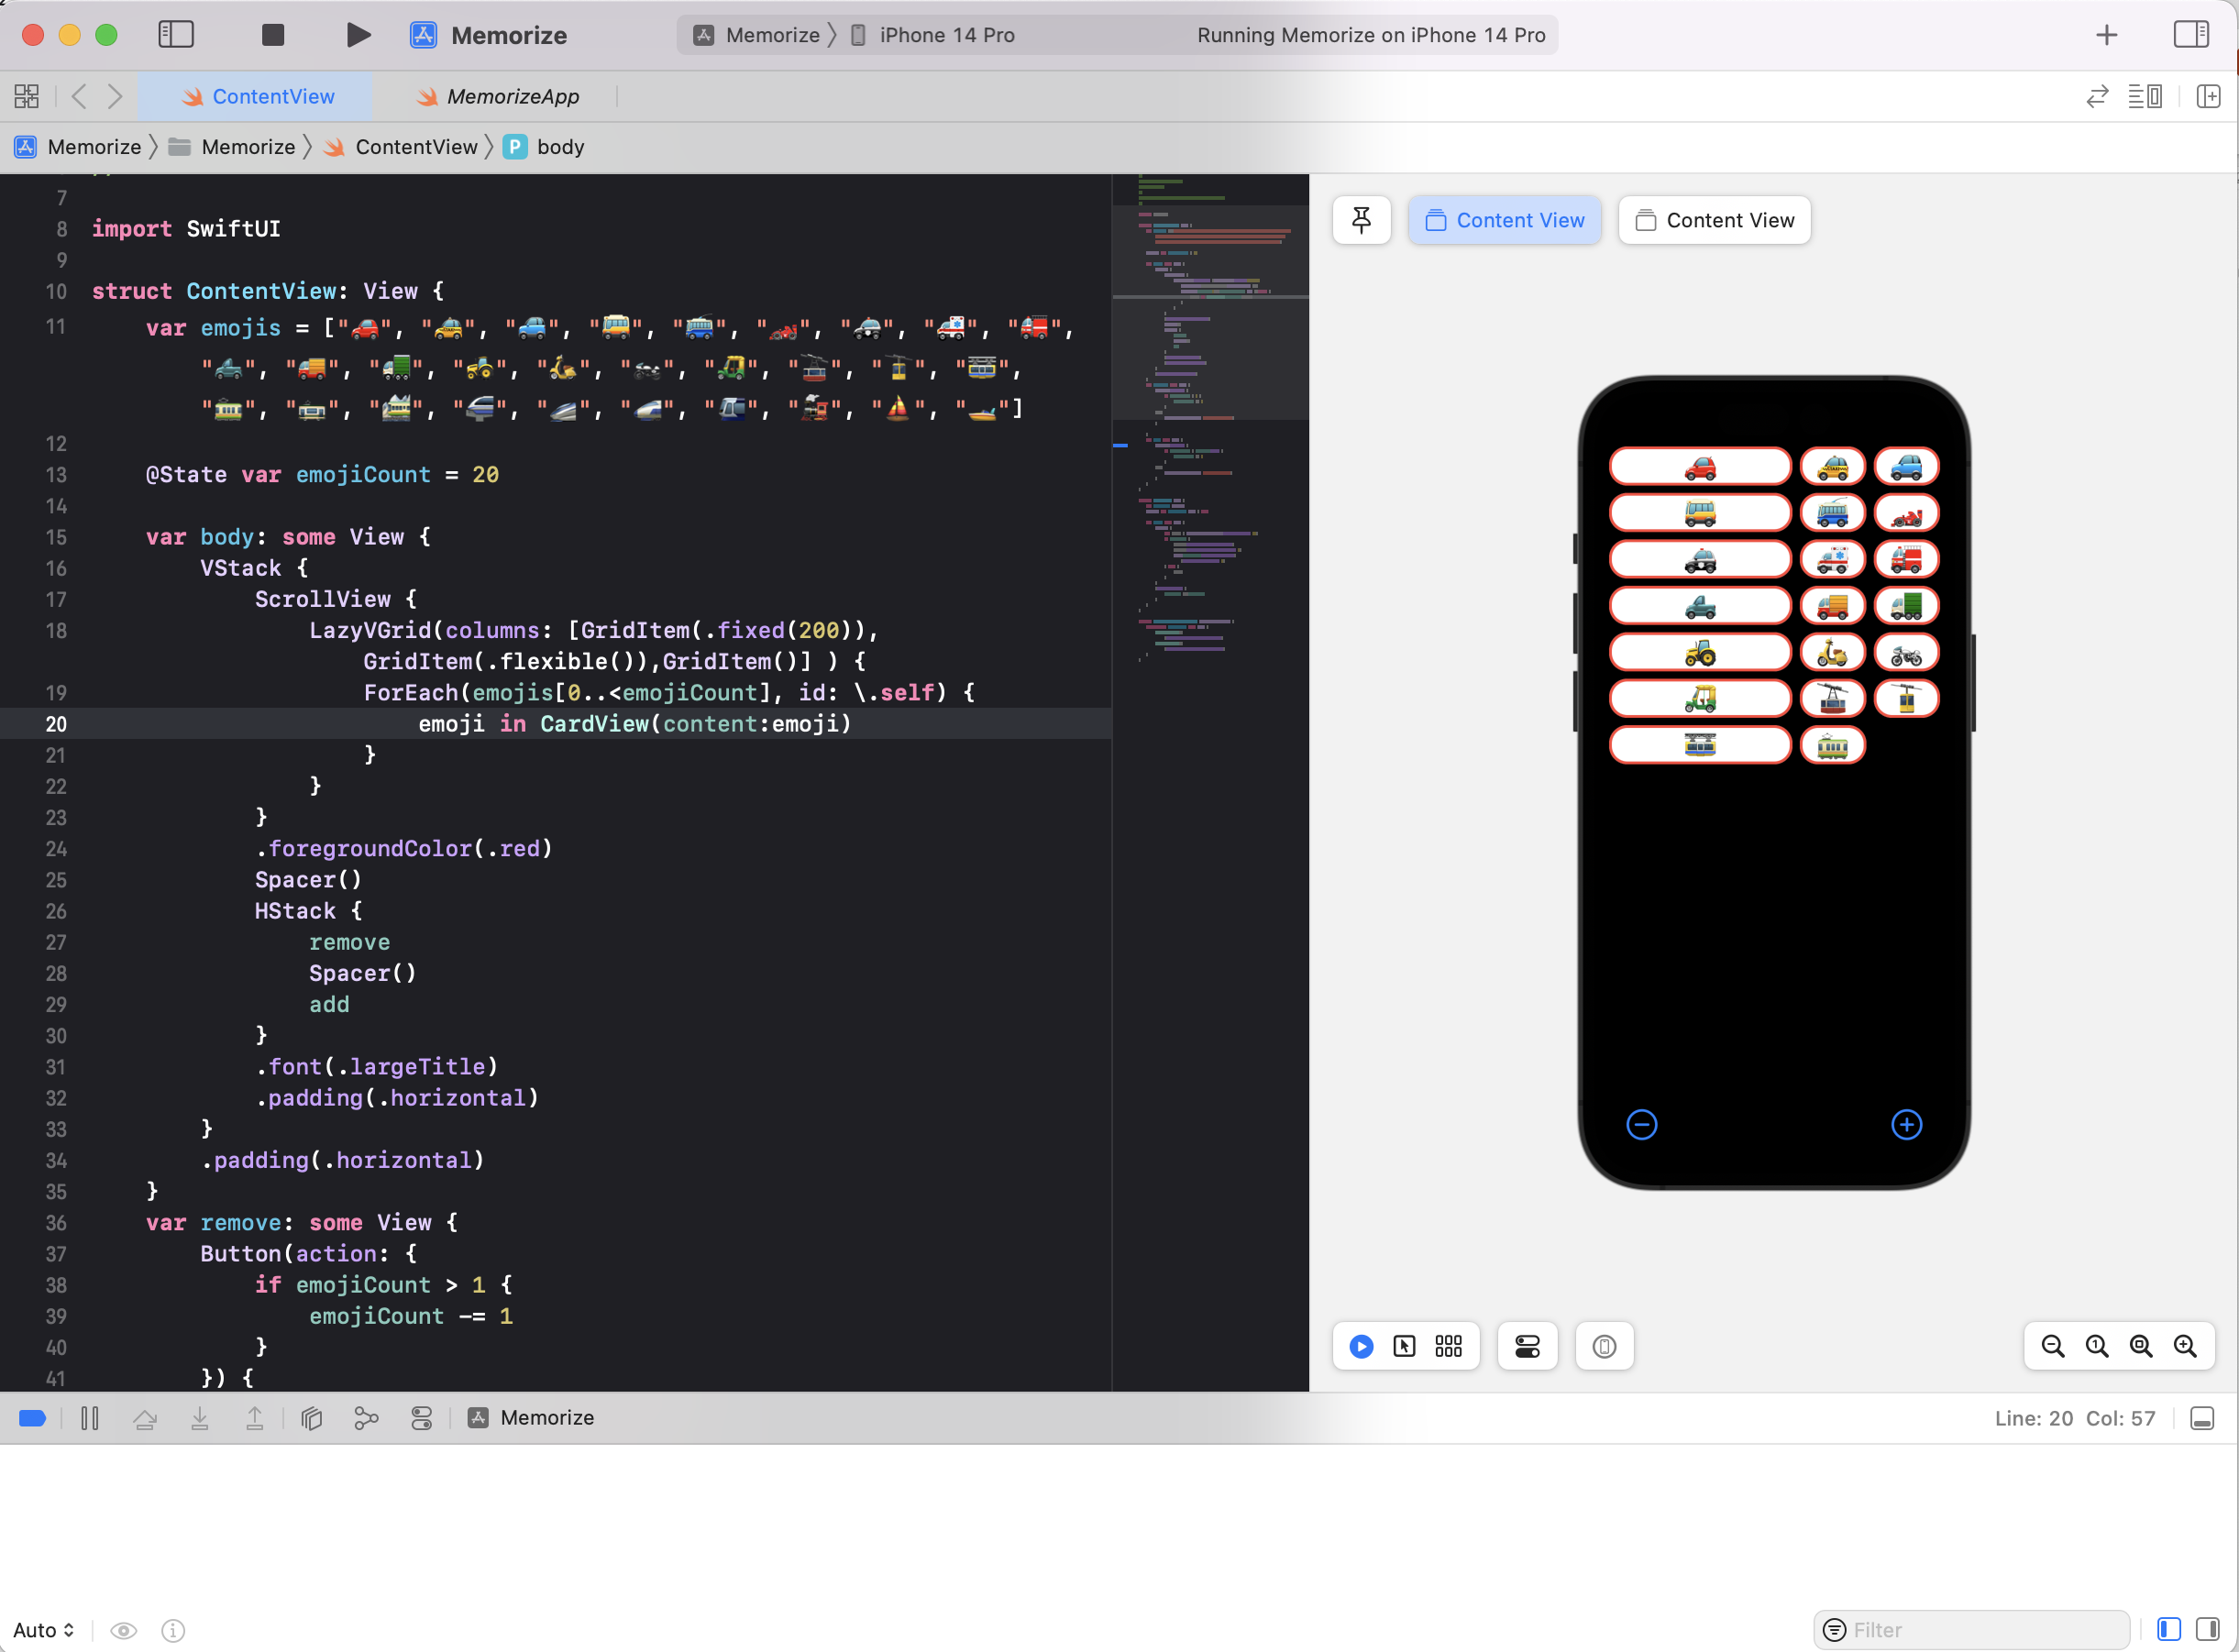 Memorize
Memorize iPhone 14 Pro
Running Memorize on iPhone 14 Pro
ContentView
MemorizeApp
Memorize Memorize ContentView P body
7
8 import SwiftUI
9
10 struct ContentView: View {
11 var emojis = ["🚗", "🚕", "🚙", "🚌", "🚎", "🏎", "🚓", "🚑", "🚒",
"🛻", "🚚", "🚛", "🚜", "🛵", "🏍", "🛺", "🚡", "🚠", "🚟",
"🚃", "🚋", "🚞", "🚝", "🚄", "🚅", "🚈", "🚂", "⛵️", "🚤"]
12
13 @State var emojiCount = 20
14
15 var body: some View {
16 VStack {
17 ScrollView {
18 LazyVGrid(columns: [GridItem(.fixed(200)),
GridItem(.flexible()),GridItem()] ) {
19 ForEach(emojis[0..<emojiCount], id: \.self) {
20 emoji in CardView(content:emoji)
21 }
22 }
23 }
24 .foregroundColor(.red)
25 Spacer()
26 HStack {
27 remove
28 Spacer()
29 add
30 }
31 .font(.largeTitle)
32 .padding(.horizontal)
33 }
34 .padding(.horizontal)
35 }
36 var remove: some View {
37 Button(action: {
38 if emojiCount > 1 {
39 emojiCount -= 1
40 }
41 }) {
Content View
Content View
Memorize
Line: 20 Col: 57
Auto
Filter